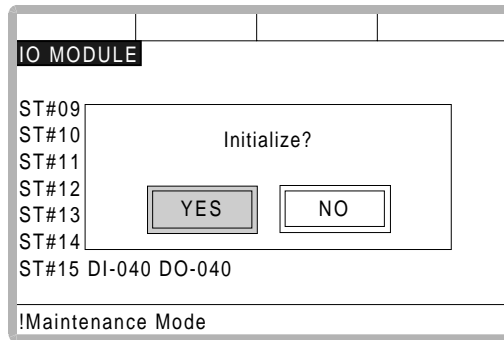 IO MODULE
ST#09
ST#10
ST#11
ST#12
ST#13
ST#14
Initialize?
YES NO
ST#15 DI-040 DO-040
!Maintenance Mode